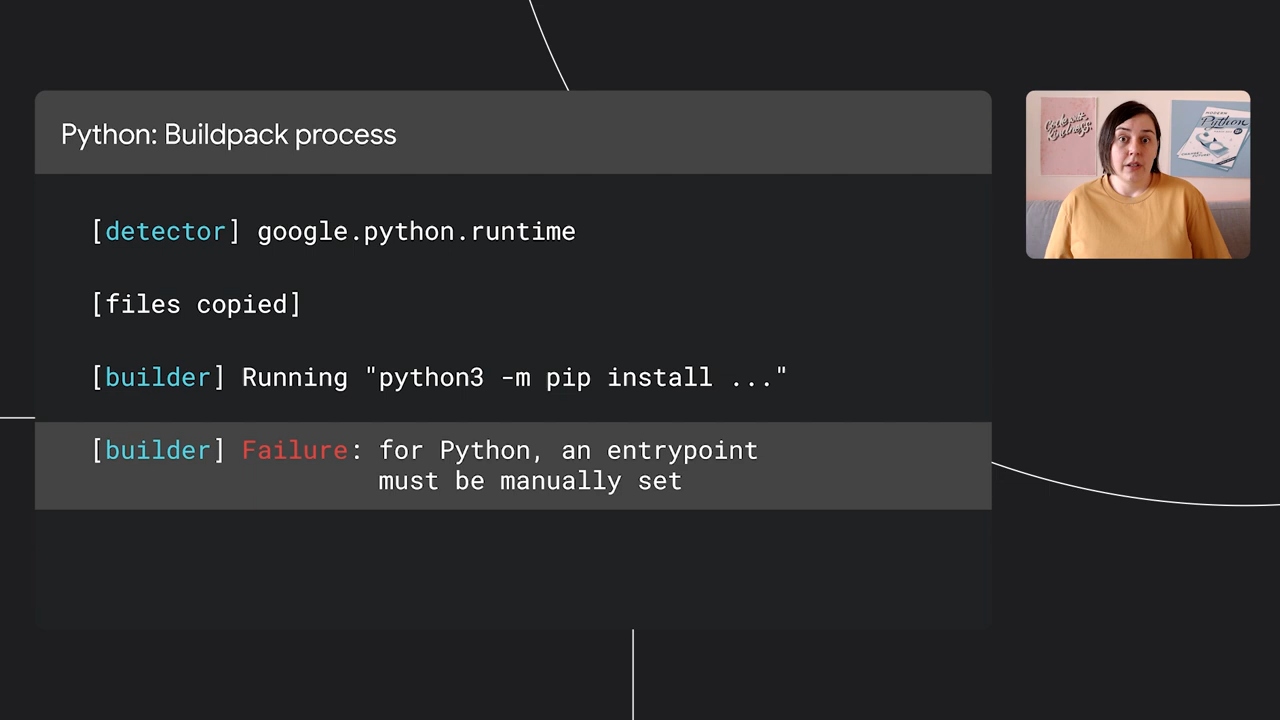 Python: Buildpack process
[detector] google.python.runtime
[files copied]
[builder] Running "python3 -m pip install ..."
[builder] Failure: for Python, an entrypoint
must be manually set
MODERN
Python